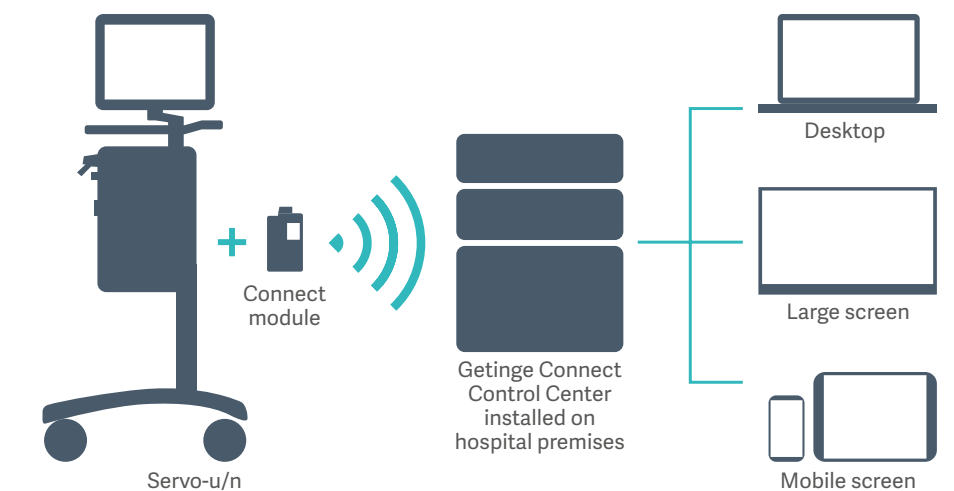 Servo-u/n
Connect
module
Getinge Connect
Control Center
installed on
hospital premises
Desktop
Large screen
Mobile screen